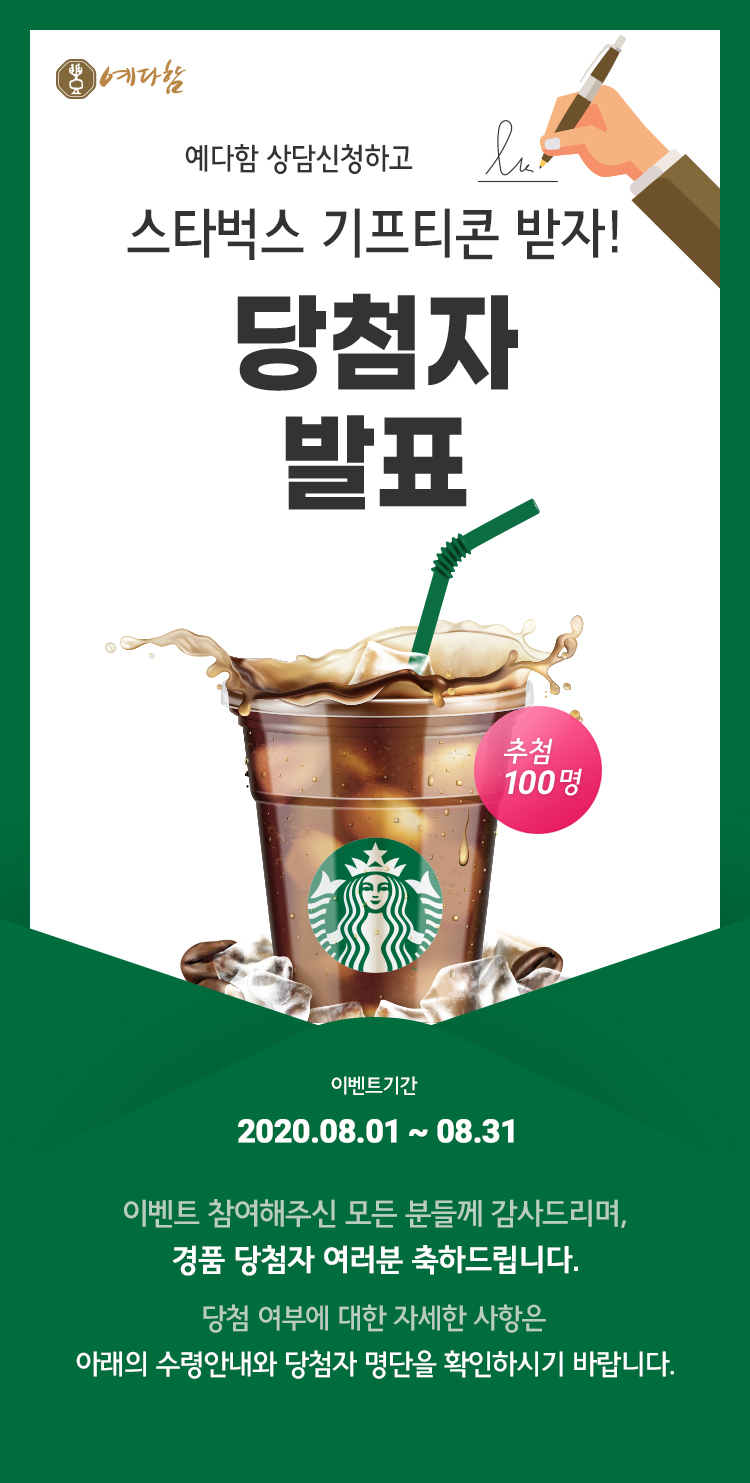 예다함
예다함 상담신청하고
스타벅스 기프티콘 받자!
당첨자
발표
추첨
100명
이벤트기간
2020.08.01 ~ 08.31
이벤트 참여해주신 모든 분들께 감사드리며,
경품 당첨자 여러분 축하드립니다.
당첨 여부에 대한 자세한 사항은
아래의 수령안내와 당첨자 명단을 확인하시기 바랍니다.